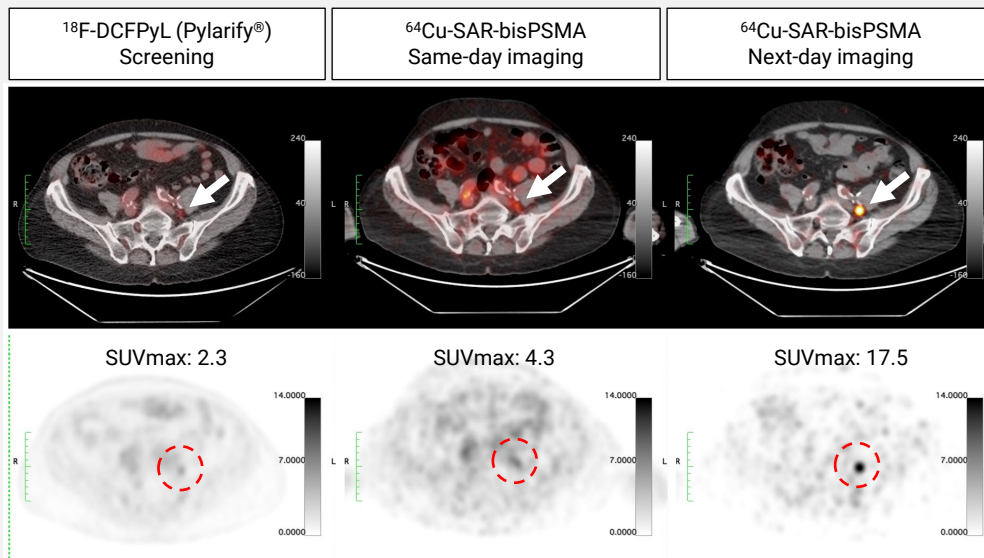 ¹⁸F-DCFPyL (Pylarify®)
Screening
⁶⁴Cu-SAR-bisPSMA
Same-day imaging
⁶⁴Cu-SAR-bisPSMA
Next-day imaging
240
40
-160
R
240
40
-160
L R
240
40
-160
L R
SUVmax: 2.3
14.0000
7.0000
0.0000
R
SUVmax: 4.3
14.0000
7.0000
0.0000
L R
SUVmax: 17.5
14.0000
7.0000
0.0000
L R